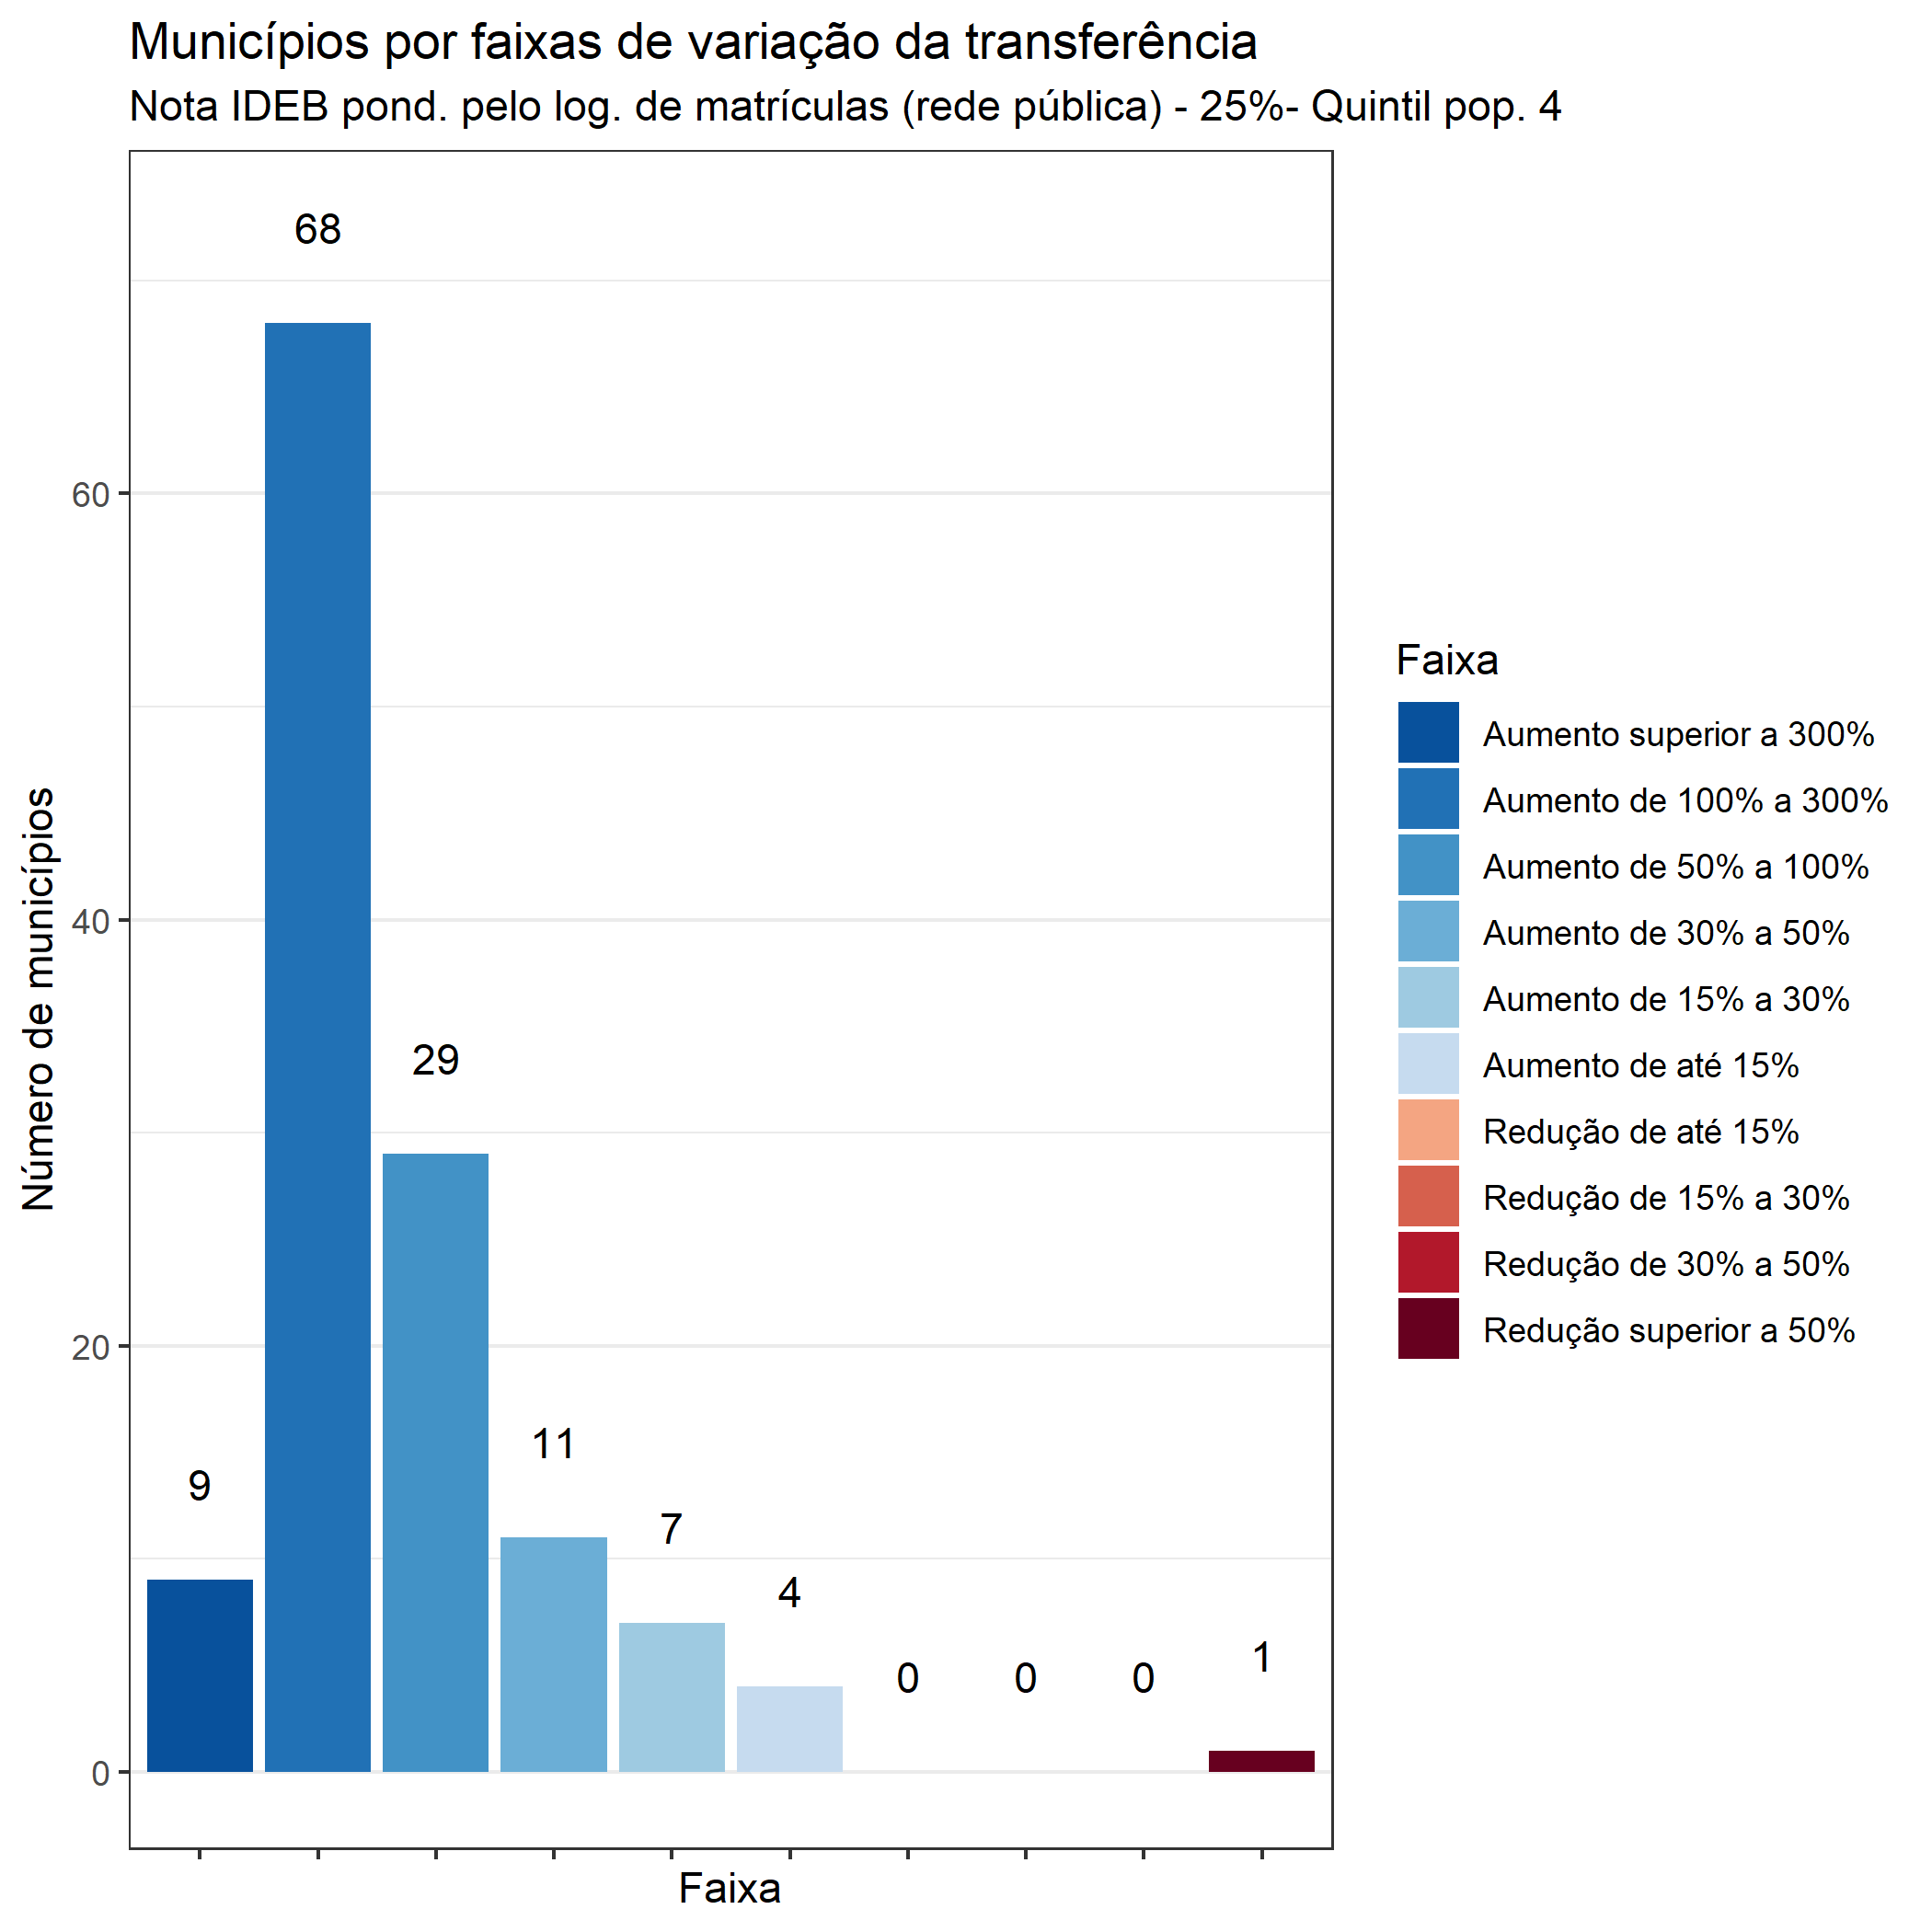 Municípios por faixas de variação da transferência
Nota IDEB pond. pelo log. de matrículas (rede pública) - 25%- Quintil pop. 4
Número de municípios
60
40
20
0
68
29
9
11
7
4
0
0
0
1
Faixa
Faixa
Aumento superior a 300%
Aumento de 100% a 300%
Aumento de 50% a 100%
Aumento de 30% a 50%
Aumento de 15% a 30%
Aumento de até 15%
Redução de até 15%
Redução de 15% a 30%
Redução de 30% a 50%
Redução superior a 50%